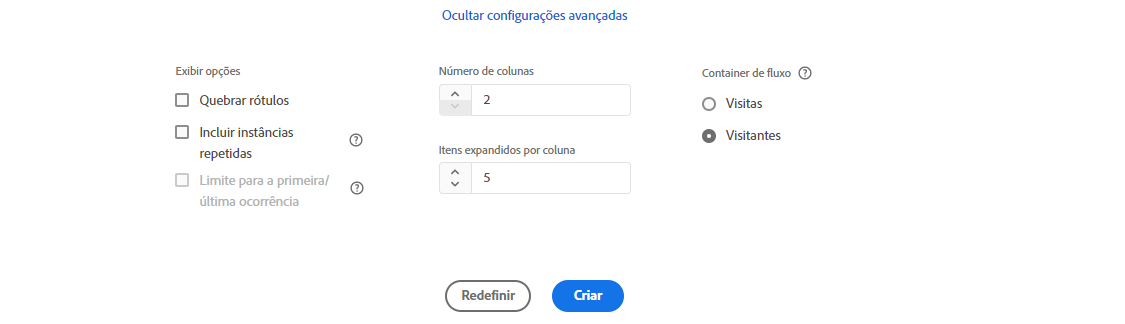 Ocultar configurações avançadas
Exibir opções
Quebrar rótulos
Incluir instâncias
repetidas
Limite para a primeira/
última ocorrência
Número de colunas
2
Itens expandidos por coluna
5
Container de fluxo
Visitas
Visitantes
Redefinir
Criar